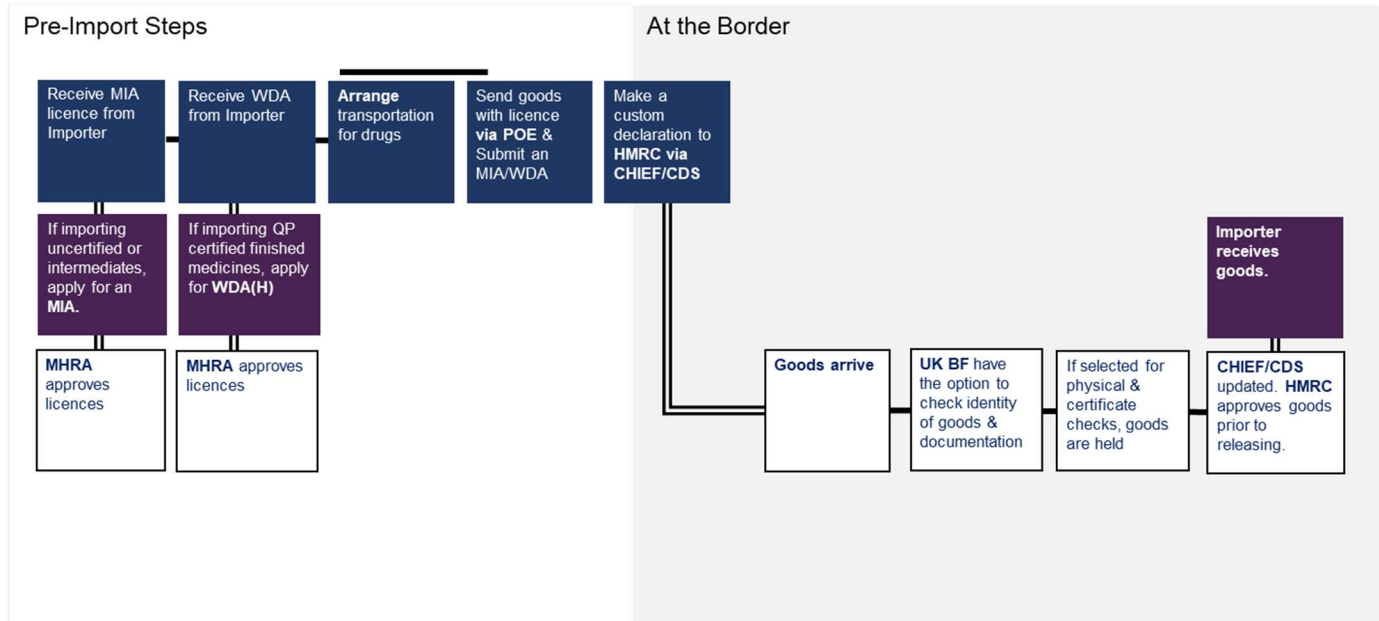 Pre-Import Steps
At the Border
Receive MIA
licence from
Importer
Receive WDA
from Importer
Arrange
transportation
for drugs
Send goods
with licence
via POE &
Submit an
MIA/WDA
Make a
custom
declaration to
HMRC via
CHIEF/CDS
If importing
uncertified or
intermediates,
apply for an
MIA.
If importing QP
certified finished
medicines, apply
for WDA(H)
MHRA
approves
licences
MHRA approves
licences
Goods arrive
UK BF have
the option to
check identity
of goods &
documentation
If selected for
physical &
certificate
checks, goods
are held
CHIEF/CDS
updated. HMRC
approves goods
prior to
releasing.
Importer
receives
goods.